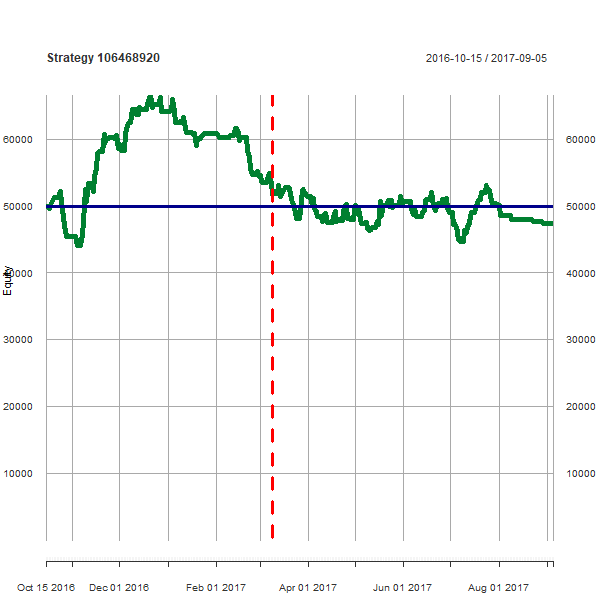 Strategy 106468920 2016-10-15 / 2017-09-05
60000 60000
50000 50000
Equity
40000 40000
30000 30000
20000 20000
10000 10000
Oct 15 2016 Dec 01 2016 Feb 01 2017 Apr 01 2017 Jun 01 2017 Aug 01 2017